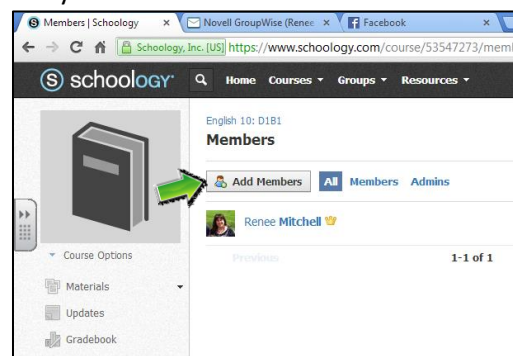 Members | Schoology
Novell GroupWise (Renee
Facebook
Schoology, Inc. [US] https://www.schoology.com/course/53547273/mem
S schoology
Home Courses Groups Resources
English 10: D1B1
Members
Add Members All Members Admins
Renee Mitchell
Course Options
Previous 1-1 of 1
Materials
Updates
Gradebook